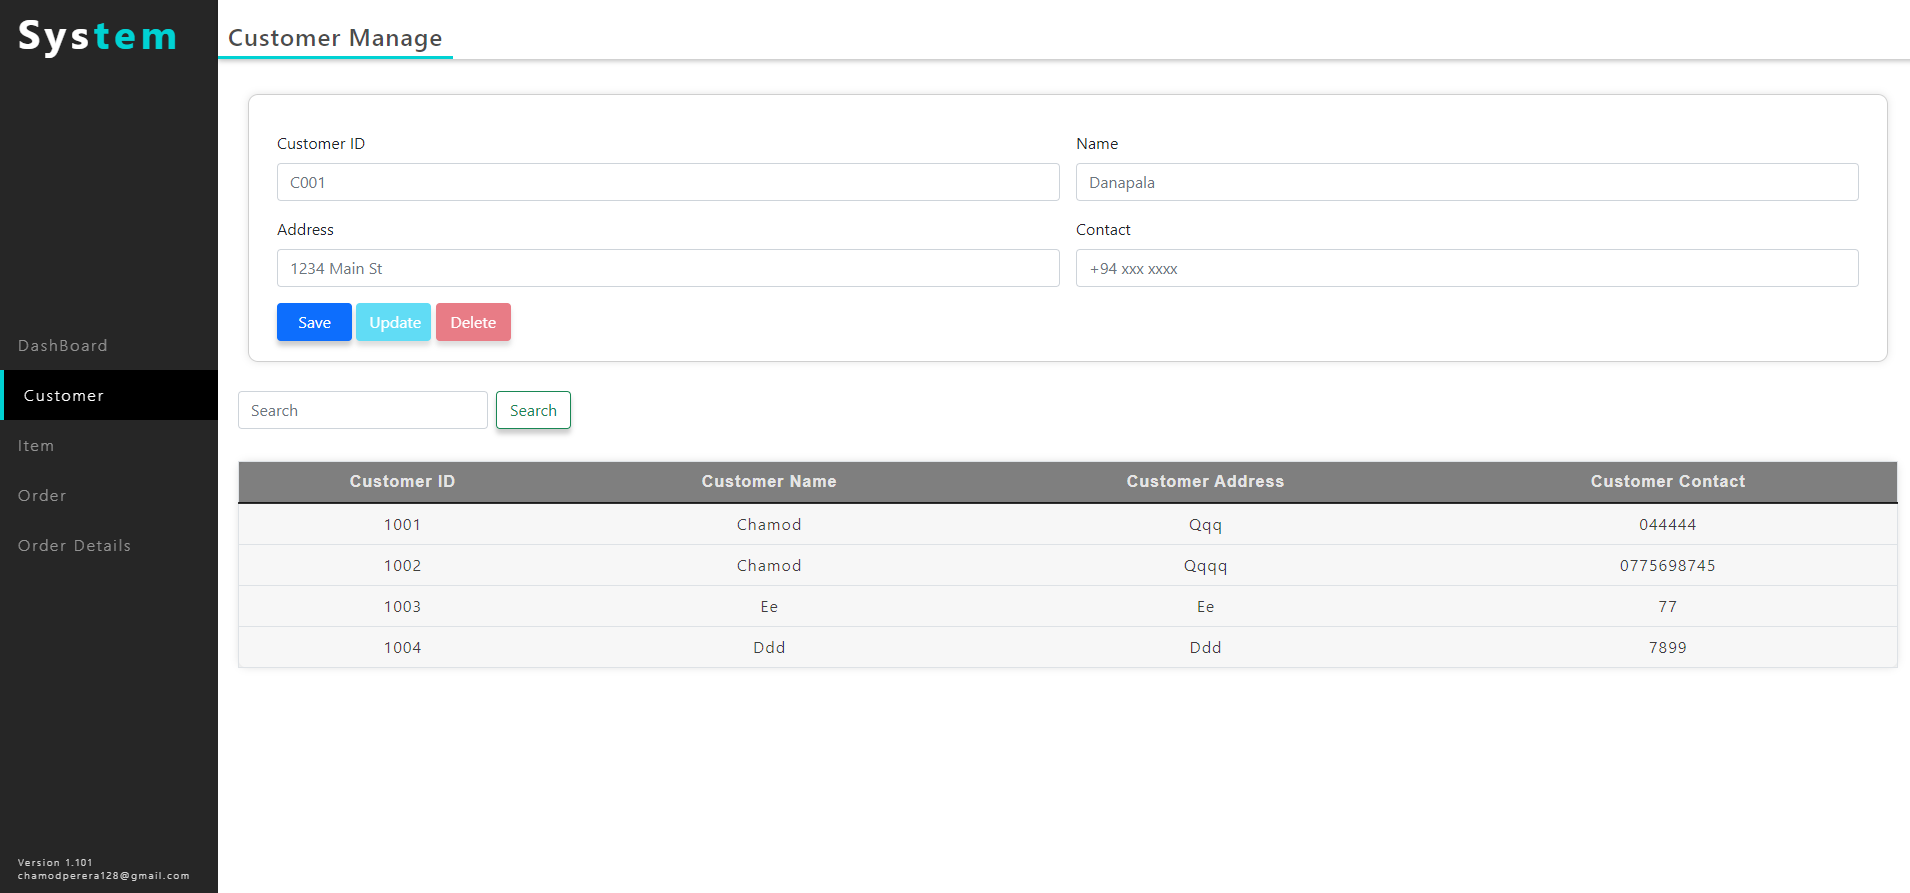 System
Customer Manage
Customer ID Name
C001 Danapala
Address Contact
1234 Main St +94 xxx xxxx
Save Update Delete
DashBoard
Customer
Item
Order
Order Details
Search Search
Customer ID Customer Name Customer Address Customer Contact
1001 Chamod Qqq 044444
1002 Chamod Qqqq 0775698745
1003 Ee Ee 77
1004 Ddd Ddd 7899
Version 1.101
chamodperera128@gmail.com